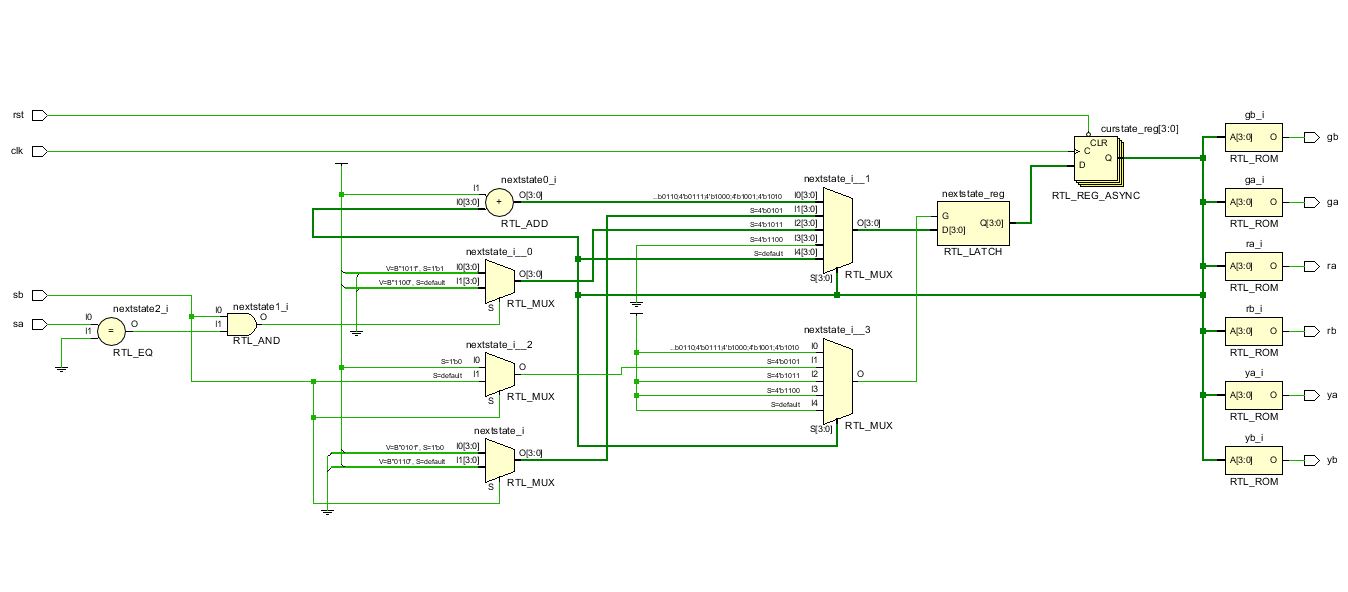 rst
clk
sb
sa
I0
I1
nextstate2_i
O
=
RTL_EQ
nextstate1_i
I0
I1
O
RTL_AND
nextstate0_i
I1
I0[3:0]
+
O[3:0]
RTL_ADD
nextstate_i__0
V=B"1011", S=1'b1
I0[3:0]
V=B"1100", S=default
I1[3:0]
O[3:0]
S
RTL_MUX
nextstate_i__2
S=1'b0
I0
S=default
I1
O
S
RTL_MUX
nextstate_i
V=B"0101", S=1'b0
I0[3:0]
V=B"0110", S=default
I1[3:0]
O[3:0]
S
RTL_MUX
nextstate_i__1
...b0110;4'b0111;4'b1000;4'b1001;4'b1010
I0[3:0]
S=4'b0101
I1[3:0]
S=4'b1011
I2[3:0]
S=4'b1100
I3[3:0]
S=default
I4[3:0]
O[3:0]
S[3:0]
RTL_MUX
nextstate_i__3
...b0110;4'b0111;4'b1000;4'b1001;4'b1010
I0
S=4'b0101
I1
S=4'b1011
I2
S=4'b1100
I3
S=default
I4
O
S[3:0]
RTL_MUX
nextstate_reg
G
D[3:0]
Q[3:0]
RTL_LATCH
curstate_reg[3:0]
CLR
C
D
Q
RTL_REG_ASYNC
gb_i
A[3:0] O
RTL_ROM
gb
ga_i
A[3:0] O
RTL_ROM
ga
ra_i
A[3:0] O
RTL_ROM
ra
rb_i
A[3:0] O
RTL_ROM
rb
ya_i
A[3:0] O
RTL_ROM
ya
yb_i
A[3:0] O
RTL_ROM
yb